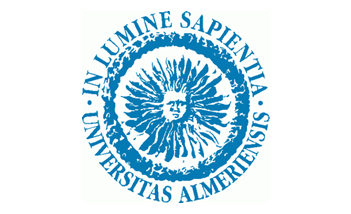 · IN LUMINE SAPIENTIA ·
UNIVERSITAS ALMERIENSIS